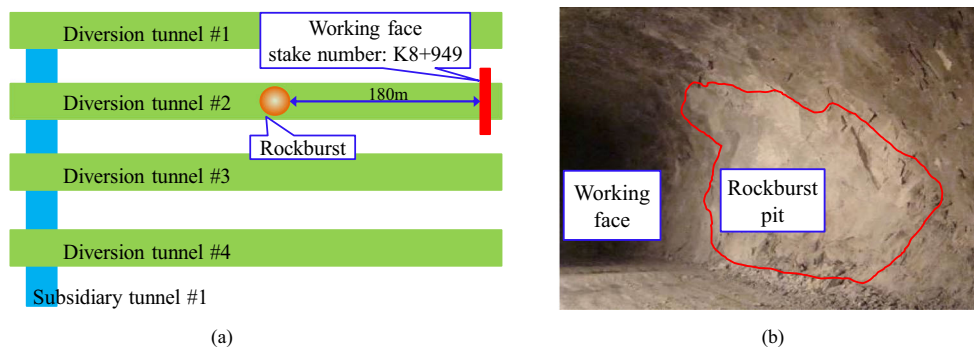 Diversion tunnel #1
Working face
stake number: K8+949
Diversion tunnel #2
180m
Rockburst
Diversion tunnel #3
Diversion tunnel #4
Subsidiary tunnel #1
(a)
Working
face
Rockburst
pit
(b)